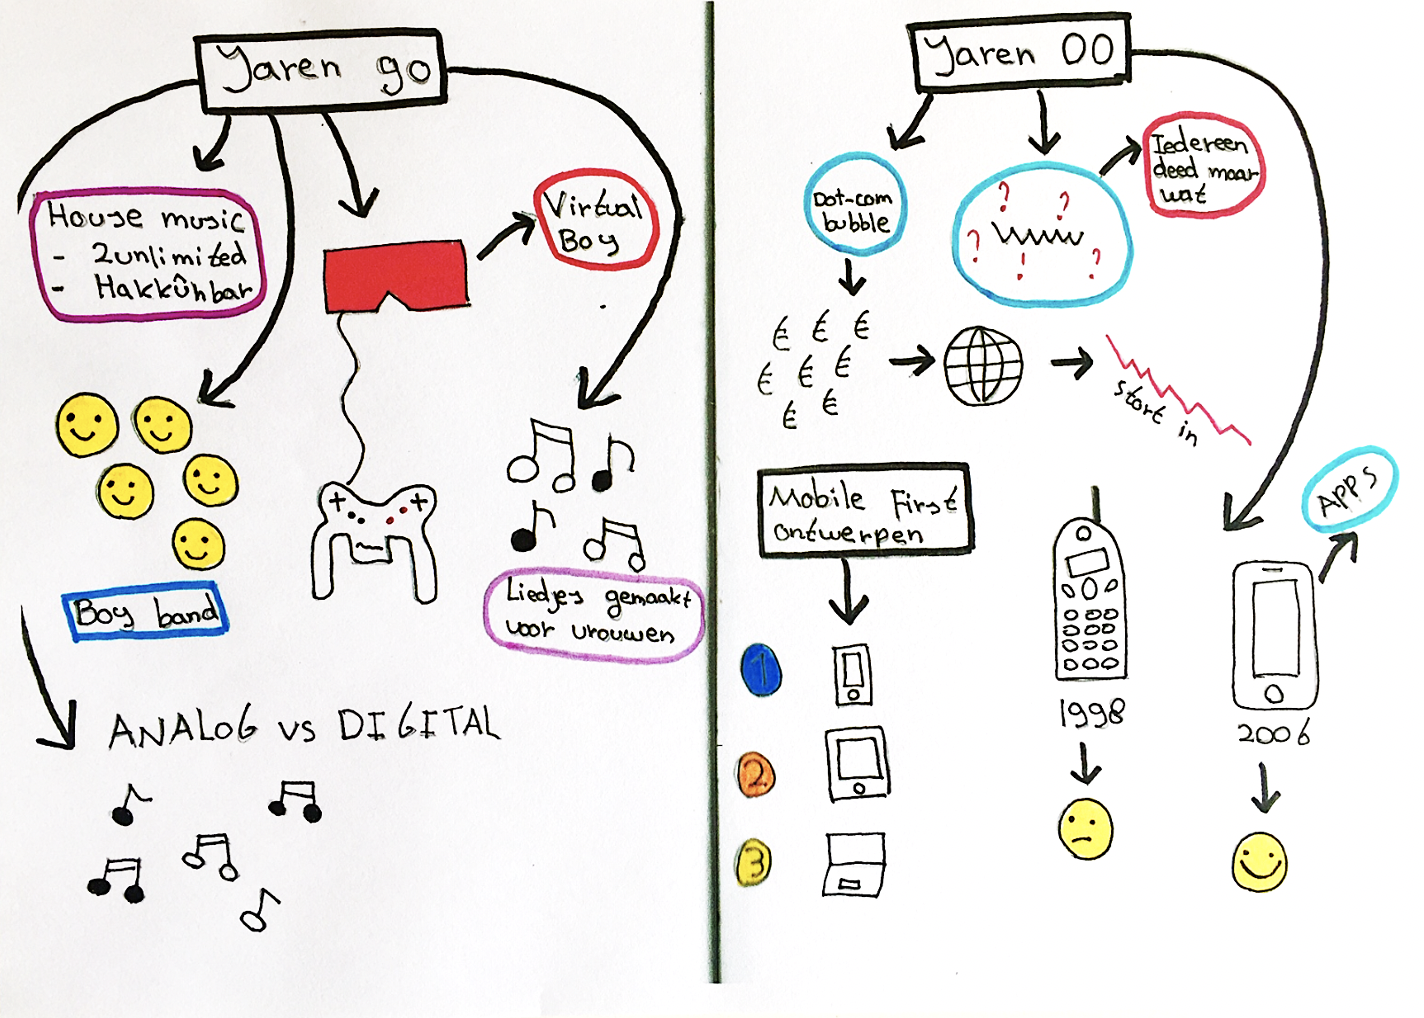 Jaren 90
House music
- 2unlimited
- Hakkûhbar
Virtual
Boy
Boy band
Liedjes gemaakt
voor vrouwen
ANALOG VS DIGITAL
Jaren 00
Dot-com
bubble
? ?
? wwww
! ?
Iedereen
deed maar
wat
€ € €
€ € €
€ €
stort in
Mobile First
ontwerpen
1
2
3
1998
APPS
2006